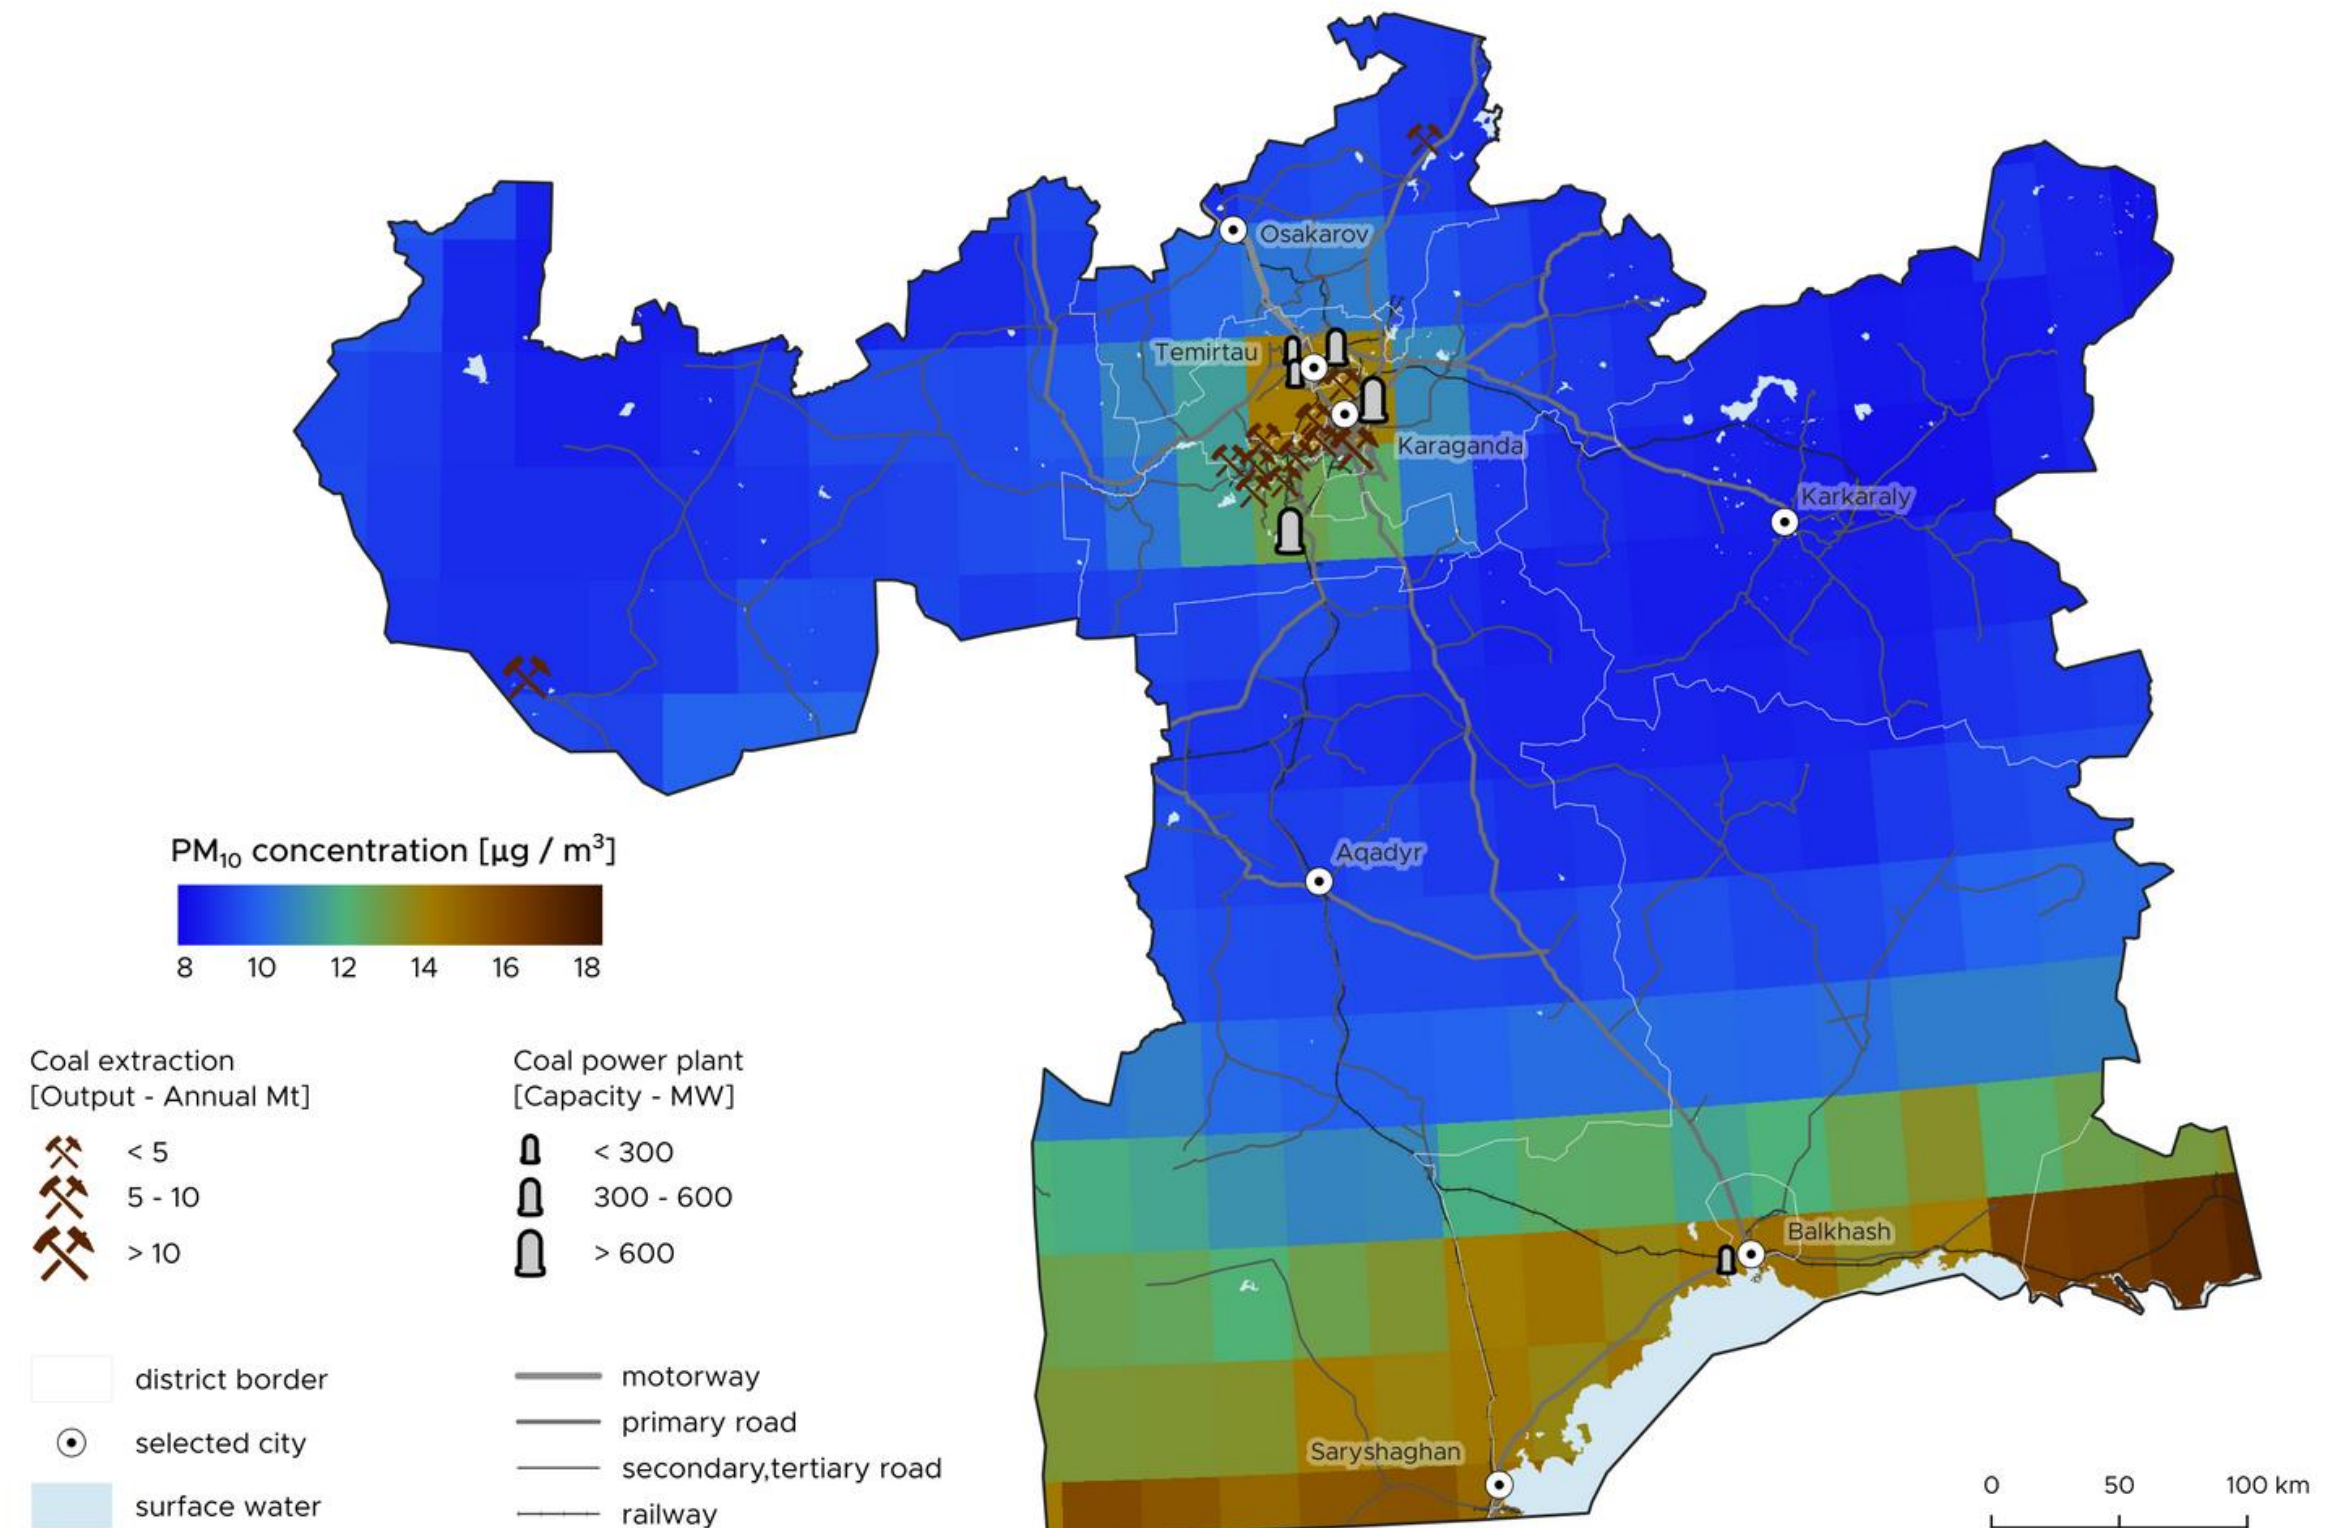 Osakarov
Temirtau
Karaganda
Karkaraly
Aqadyr
Balkhash
Saryshaghan
PM₁₀ concentration [µg / m³]
8 10 12 14 16 18
Coal extraction
[Output - Annual Mt]
< 5
5 - 10
> 10
Coal power plant
[Capacity - MW]
< 300
300 - 600
> 600
district border
selected city
surface water
motorway
primary road
secondary,tertiary road
railway
0 50 100 km